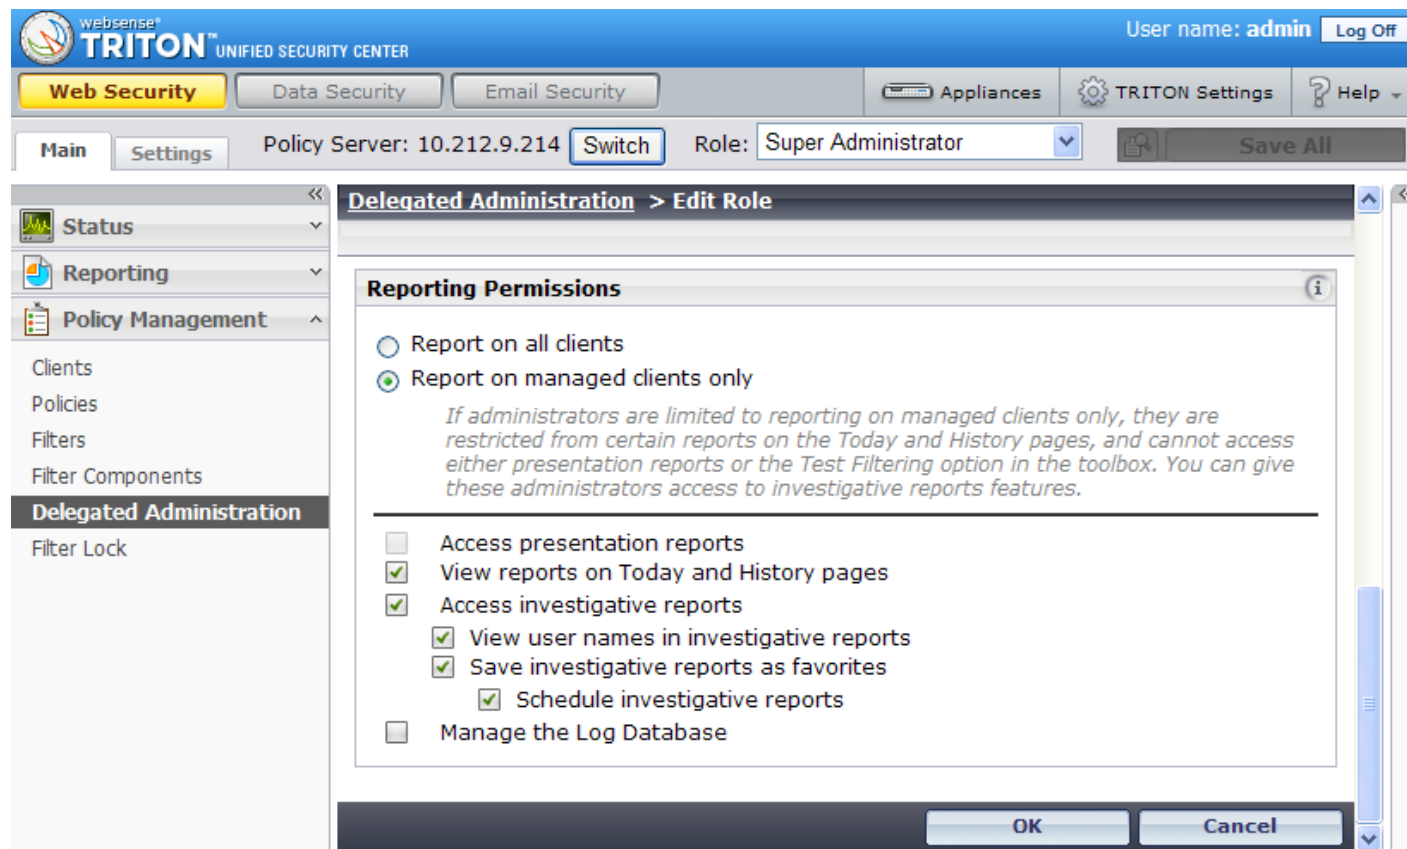 websense®
TRITON™ UNIFIED SECURITY CENTER
User name: admin Log Off
Web Security Data Security Email Security Appliances TRITON Settings Help
Main Settings Policy Server: 10.212.9.214 Switch Role: Super Administrator Save All
Delegated Administration > Edit Role
Status
Reporting
Policy Management
Clients
Policies
Filters
Filter Components
Delegated Administration
Filter Lock
Reporting Permissions
Report on all clients
Report on managed clients only
If administrators are limited to reporting on managed clients only, they are
restricted from certain reports on the Today and History pages, and cannot access
either presentation reports or the Test Filtering option in the toolbox. You can give
these administrators access to investigative reports features.
Access presentation reports
View reports on Today and History pages
Access investigative reports
View user names in investigative reports
Save investigative reports as favorites
Schedule investigative reports
Manage the Log Database
OK Cancel